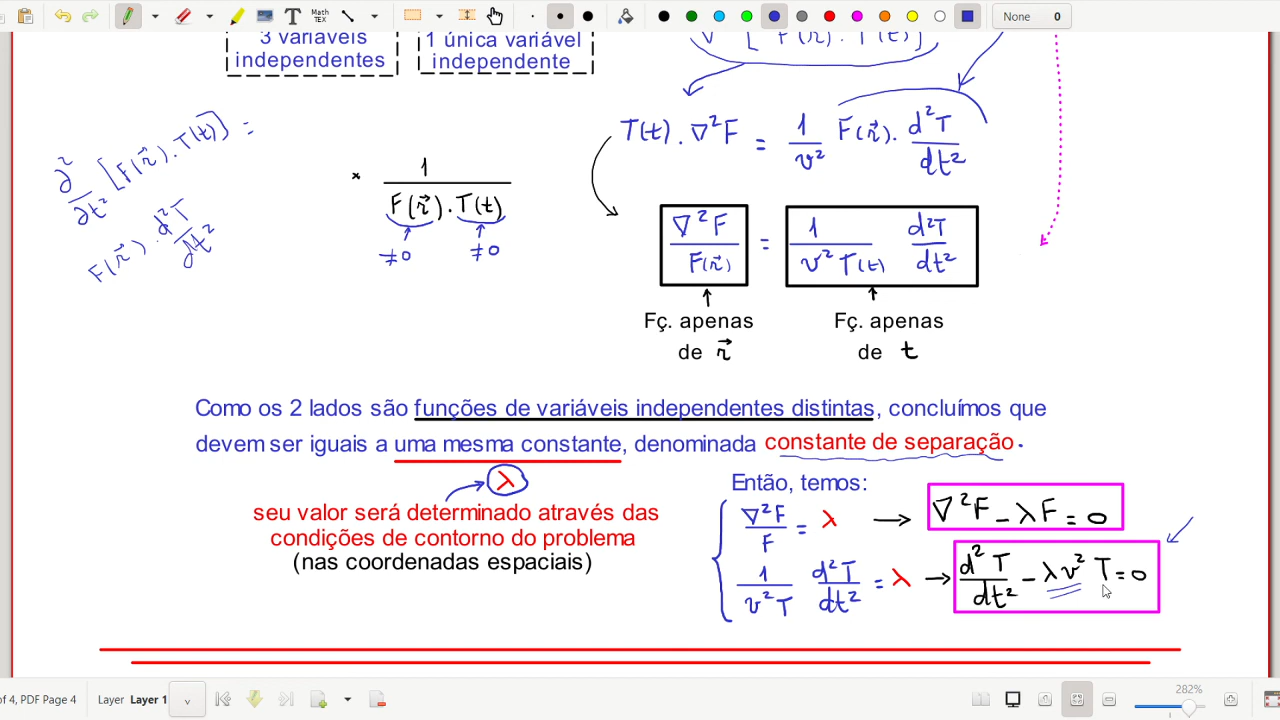 T
Math
TEX
None 0
3 variáveis
independentes
1 única variável
independente
∇² [ F(r⃗) . T(t) ]
∂²/∂t² [F(r⃗) . T(t)] =
F(r⃗) . d²T/dt²
* 1/(F(r⃗) . T(t))
≠0 ≠0
T(t) . ∇²F = 1/v² F(r⃗) . d²T/dt²
∇²F/F(r⃗) = 1/(v² T(t)) d²T/dt²
Fç. apenas
de r⃗
Fç. apenas
de t
Como os 2 lados são funções de variáveis independentes distintas, concluímos que
devem ser iguais a uma mesma constante, denominada constante de separação.
λ
seu valor será determinado através das
condições de contorno do problema
(nas coordenadas espaciais)
Então, temos:
∇²F/F = λ → ∇²F − λF = 0
1/(v²T) d²T/dt² = λ → d²T/dt² − λv² T = 0
of 4, PDF Page 4
Layer Layer 1
282%